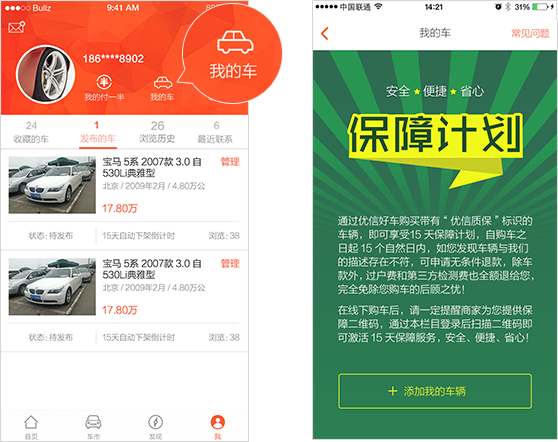 Bullz
9:41 AM
186****8902
我的付一半
我的车
我的车
24
收藏的车
1
发布的车
26
浏览历史
6
最近联系
宝马 5系 2007款 3.0 自
530Li典雅型
管理
北京 / 2009年2月 / 4.80万公
17.80万
状态: 待发布
15天自动下架倒计时
浏览: 38
宝马 5系 2007款 3.0 自
530Li典雅型
管理
北京 / 2009年2月 / 4.80万公
17.80万
状态: 待发布
15天自动下架倒计时
浏览: 38
首页
车市
发现
我
中国联通
14:21
31%
我的车
常见问题
安全 便捷 省心
保障计划
通过优信好车购买带有 “ 优信质保 ” 标识的
车辆，即可享受15 天保障计划，自购车之
日起 15 个自然日内，如您发现车辆与我们
的描述存在不符，可申请无条件退款，除车
款外，过户费和第三方检测费也全额退给您，
完全免除您购车的后顾之忧！
在线下购车后，请一定提醒商家为您提供保
障二维码，通过本栏目登录后扫描二维码即
可激活 15 天保障服务，安全、便捷、省心！
+ 添加我的车辆